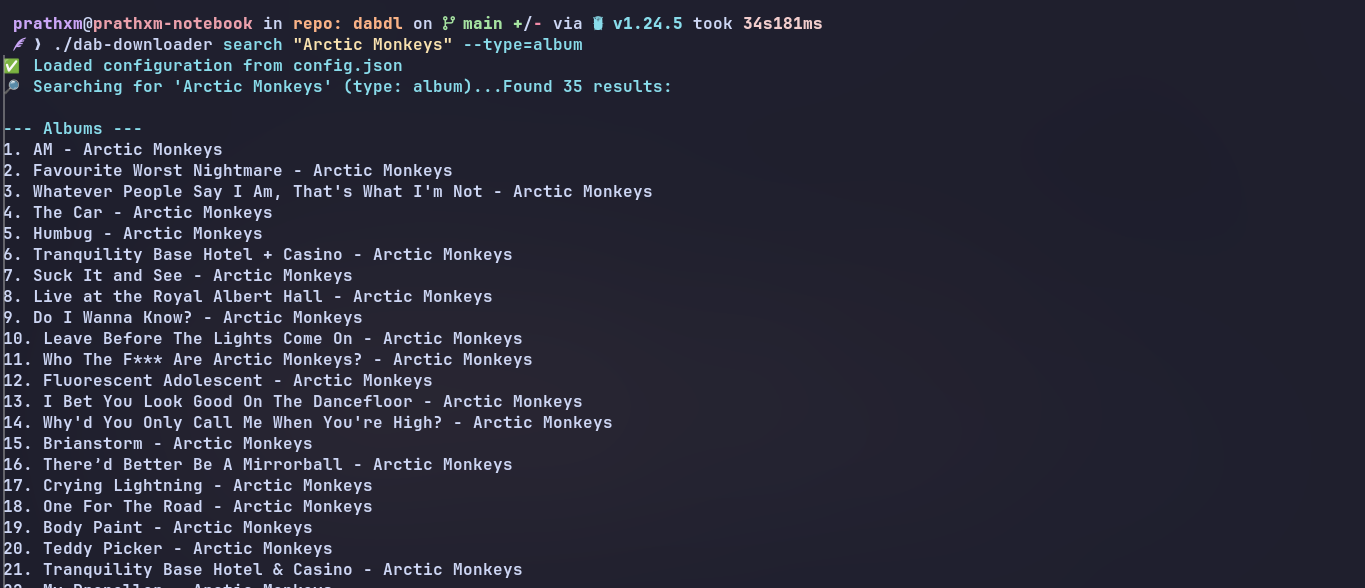 prathxm@prathxm-notebook in repo: dabdl on main +/- via v1.24.5 took 34s181ms
❯ ./dab-downloader search "Arctic Monkeys" --type=album
✅ Loaded configuration from config.json
🔎 Searching for 'Arctic Monkeys' (type: album)...Found 35 results:
--- Albums ---
1. AM - Arctic Monkeys
2. Favourite Worst Nightmare - Arctic Monkeys
3. Whatever People Say I Am, That's What I'm Not - Arctic Monkeys
4. The Car - Arctic Monkeys
5. Humbug - Arctic Monkeys
6. Tranquility Base Hotel + Casino - Arctic Monkeys
7. Suck It and See - Arctic Monkeys
8. Live at the Royal Albert Hall - Arctic Monkeys
9. Do I Wanna Know? - Arctic Monkeys
10. Leave Before The Lights Come On - Arctic Monkeys
11. Who The F*** Are Arctic Monkeys? - Arctic Monkeys
12. Fluorescent Adolescent - Arctic Monkeys
13. I Bet You Look Good On The Dancefloor - Arctic Monkeys
14. Why'd You Only Call Me When You're High? - Arctic Monkeys
15. Brianstorm - Arctic Monkeys
16. There’d Better Be A Mirrorball - Arctic Monkeys
17. Crying Lightning - Arctic Monkeys
18. One For The Road - Arctic Monkeys
19. Body Paint - Arctic Monkeys
20. Teddy Picker - Arctic Monkeys
21. Tranquility Base Hotel & Casino - Arctic Monkeys
22. My Propeller - Arctic Monkeys